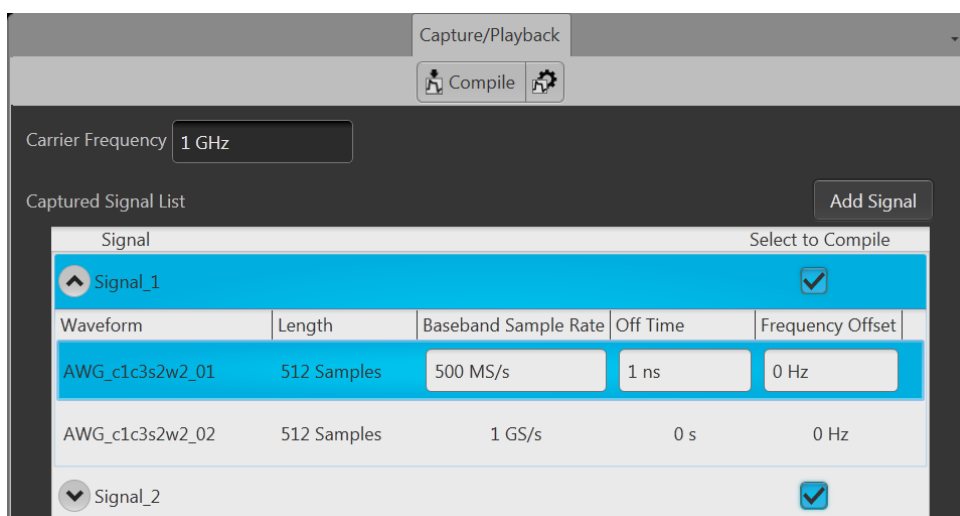 Capture/Playback
Compile
Carrier Frequency 1 GHz
Captured Signal List Add Signal
Signal Select to Compile
Signal_1
Waveform Length Baseband Sample Rate Off Time Frequency Offset
AWG_c1c3s2w2_01 512 Samples 500 MS/s 1 ns 0 Hz
AWG_c1c3s2w2_02 512 Samples 1 GS/s 0 s 0 Hz
Signal_2